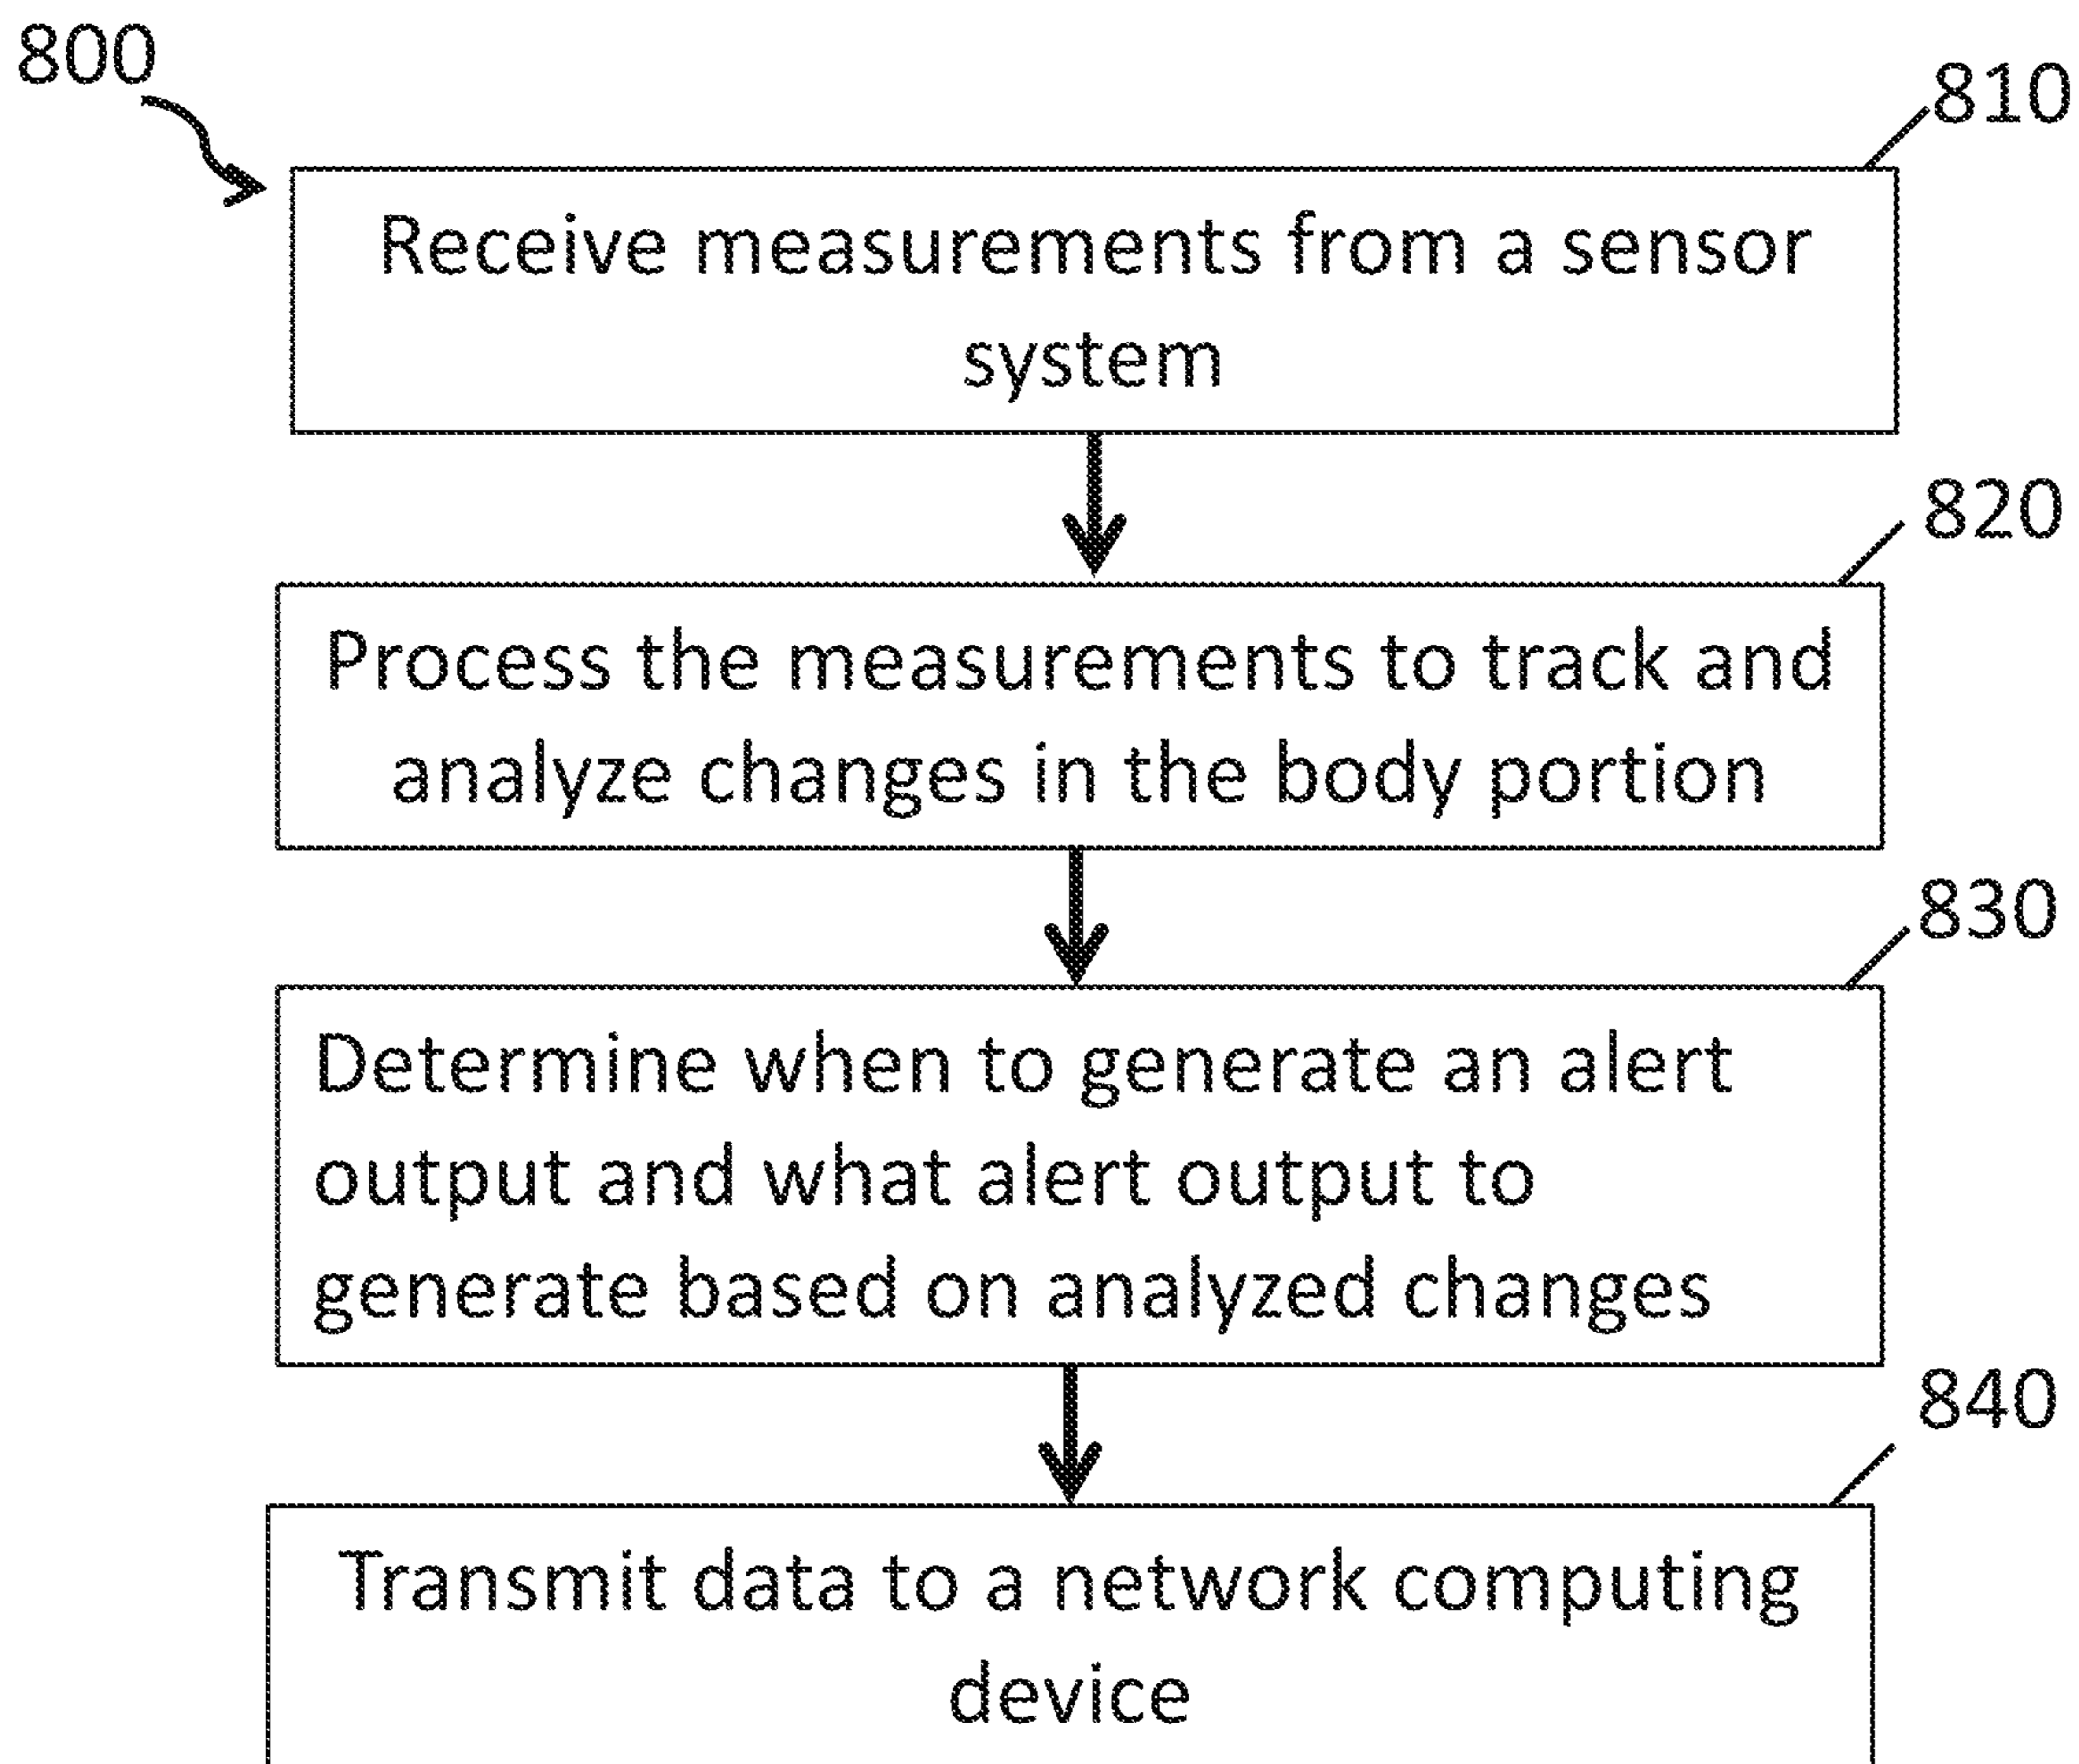 800
810
Receive measurements from a sensor
system
820
Process the measurements to track and
analyze changes in the body portion
830
Determine when to generate an alert
output and what alert output to
generate based on analyzed changes
840
Transmit data to a network computing
device